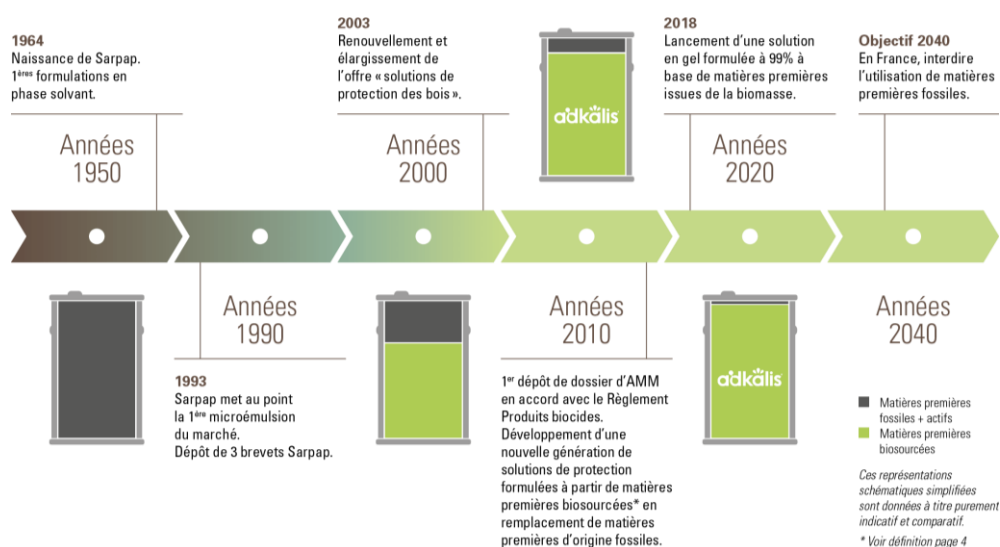 1964
Naissance de Sarpap.
1ères formulations en
phase solvant.
Années
1950
2003
Renouvellement et
élargissement de
l'offre « solutions de
protection des bois ».
Années
2000
adkalis
2018
Lancement d'une solution
en gel formulée à 99% à
base de matières premières
issues de la biomasse.
Années
2020
Objectif 2040
En France, interdire
l'utilisation de matières
premières fossiles.
Années
1990
1993
Sarpap met au point
la 1ère microémulsion
du marché.
Dépôt de 3 brevets Sarpap.
Années
2010
1er dépôt de dossier d'AMM
en accord avec le Règlement
Produits biocides.
Développement d'une
nouvelle génération de
solutions de protection
formulées à partir de matières
premières biosourcées* en
remplacement de matières
premières d'origine fossiles.
adkalis
Années
2040
Matières premières
fossiles + actifs
Matières premières
biosourcées
Ces représentations
schématiques simplifiées
sont données à titre purement
indicatif et comparatif.
* Voir définition page 4